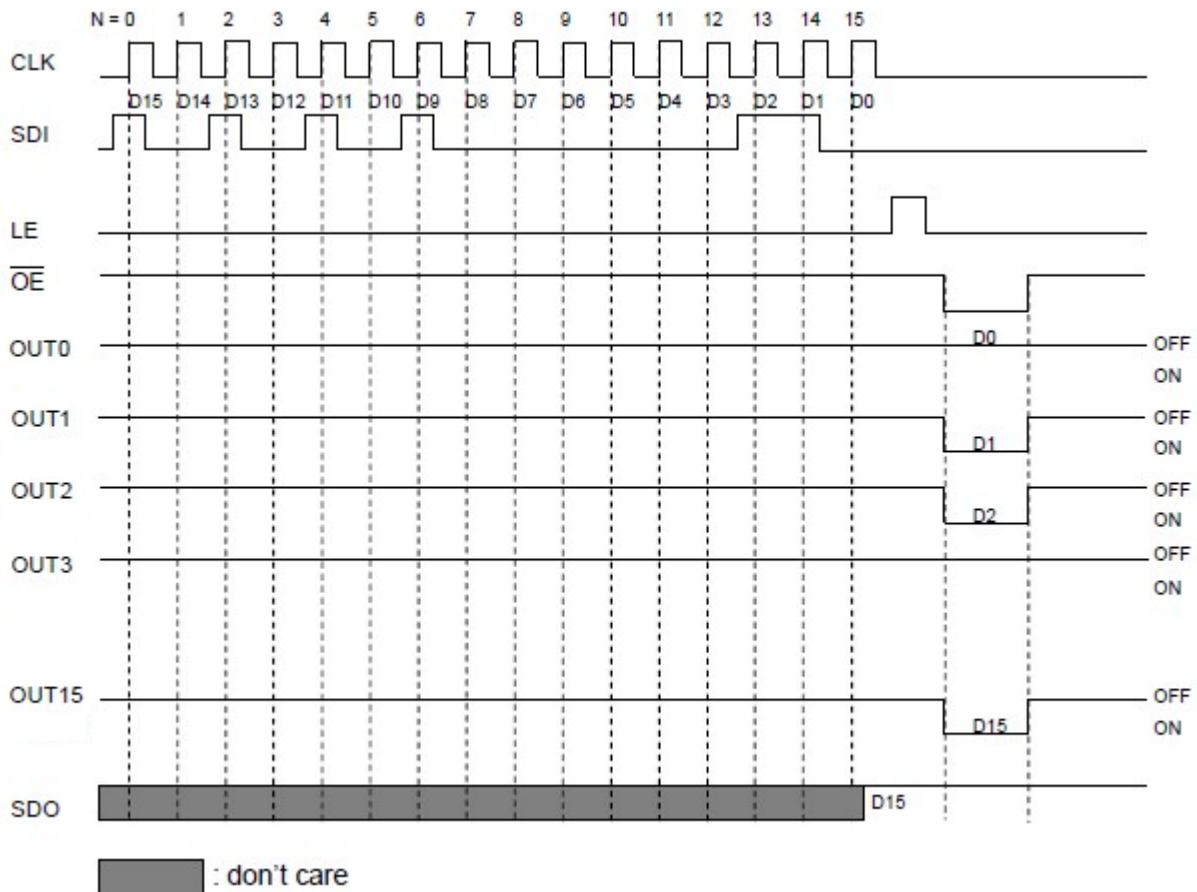 N = 0 1 2 3 4 5 6 7 8 9 10 11 12 13 14 15
CLK
D15 D14 D13 D12 D11 D10 D9 D8 D7 D6 D5 D4 D3 D2 D1 D0
SDI
LE
OE
D0
OUT0 OFF
ON
OUT1 OFF
D1 ON
OUT2 OFF
D2 ON
OUT3 OFF
ON
OUT15 OFF
D15 ON
SDO D15
: don't care